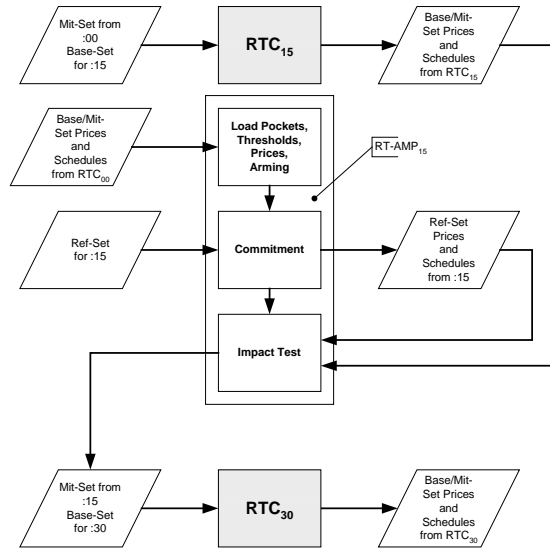 Mit-Set from
:00
Base-Set
for :15
RTC15
Base/Mit-
Set Prices
and
Schedules
from RTC15
Base/Mit-
Set Prices
and
Schedules
from RTC00
Load Pockets,
Thresholds,
Prices,
Arming
RT-AMP15
Ref-Set
for :15
Commitment
Ref-Set
Prices
and
Schedules
from :15
Impact Test
Mit-Set from
:15
Base-Set
for :30
RTC30
Base/Mit-
Set Prices
and
Schedules
from RTC30